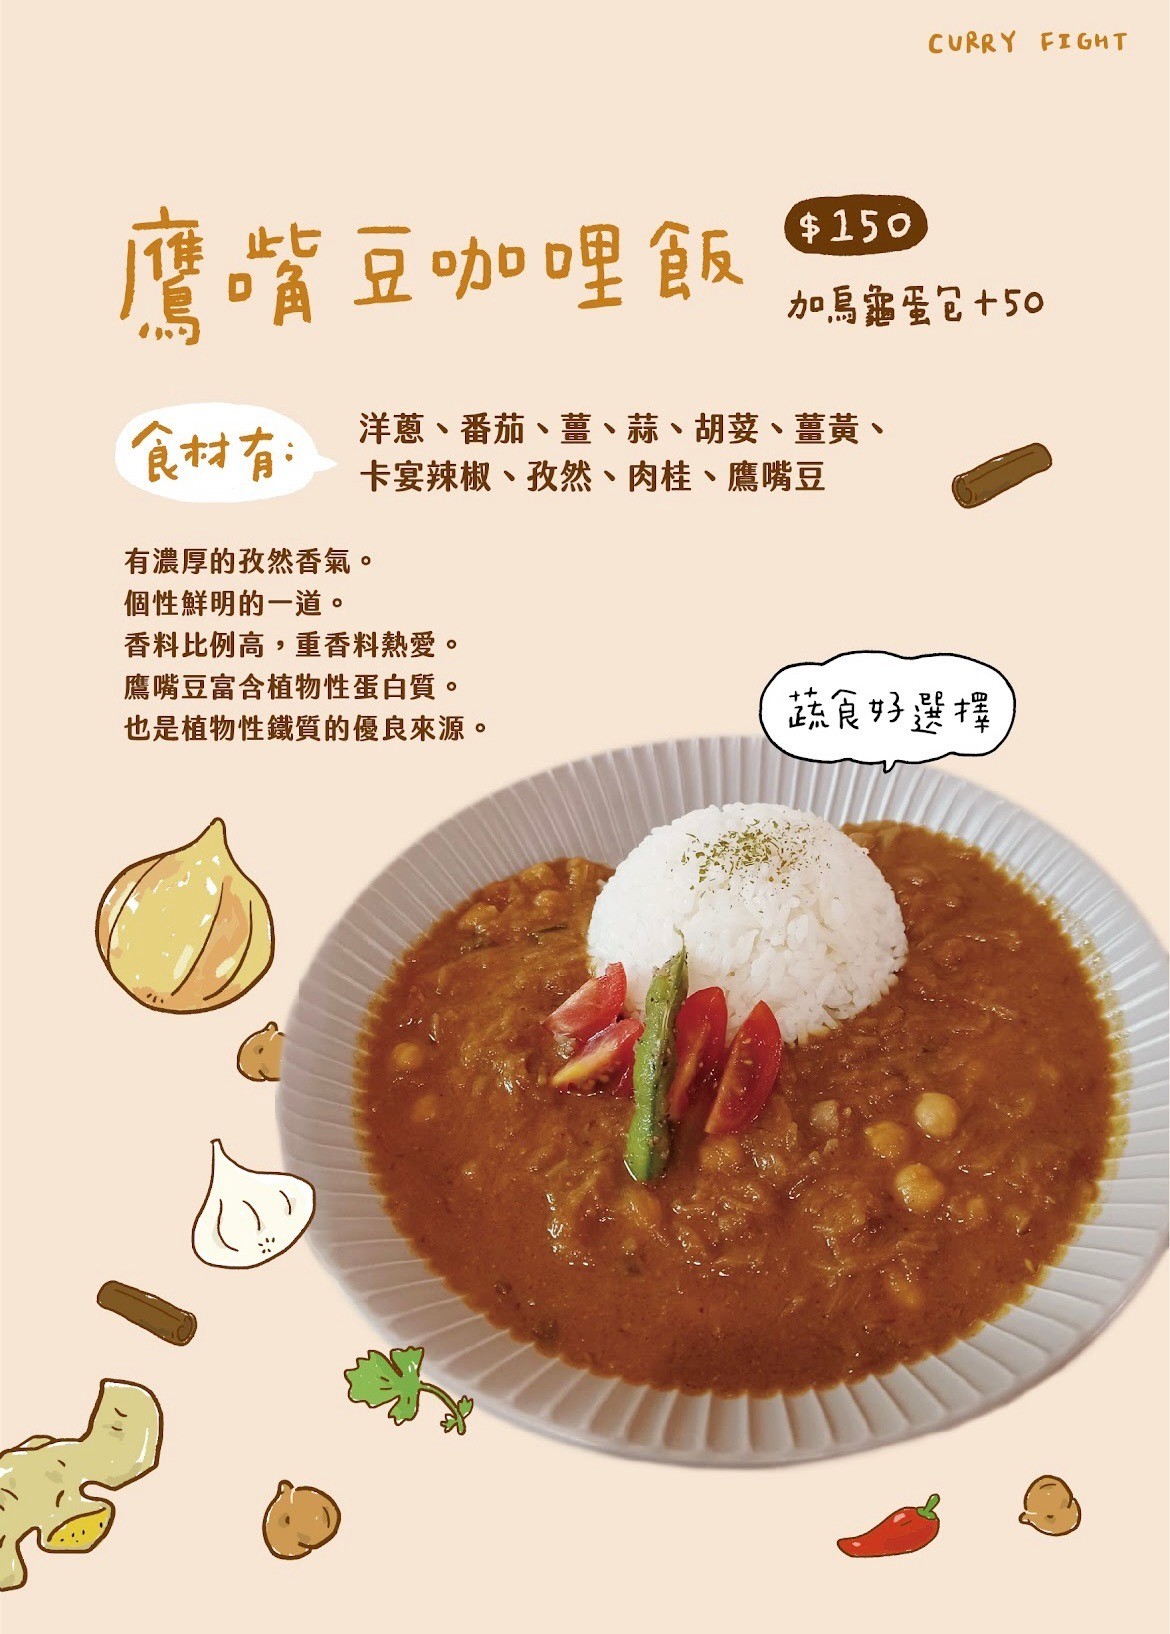 CURRY FIGHT
鷹嘴豆咖哩飯
$150
加烏龜蛋包+50
食材有:
洋蔥、番茄、薑、蒜、胡荽、薑黃、
卡宴辣椒、孜然、肉桂、鷹嘴豆
有濃厚的孜然香氣。
個性鮮明的一道。
香料比例高，重香料熱愛。
鷹嘴豆富含植物性蛋白質。
也是植物性鐵質的優良來源。
蔬食好選擇